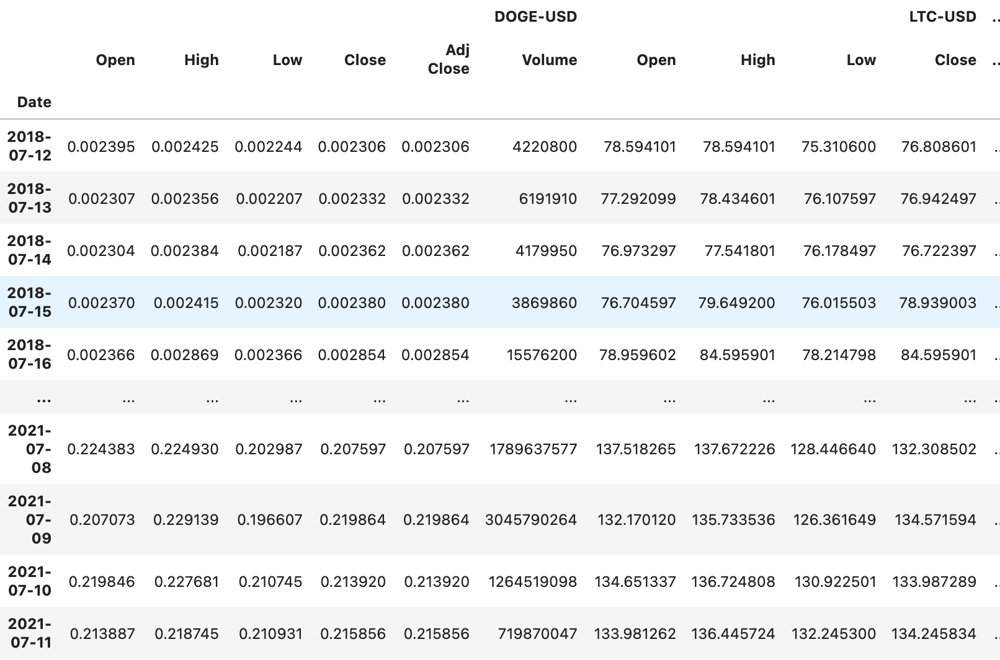 DOGE-USD LTC-USD ..
Open High Low Close Adj Close Volume Open High Low Close ..
Date
2018-07-12 0.002395 0.002425 0.002244 0.002306 0.002306 4220800 78.594101 78.594101 75.310600 76.808601 ..
2018-07-13 0.002307 0.002356 0.002207 0.002332 0.002332 6191910 77.292099 78.434601 76.107597 76.942497 ..
2018-07-14 0.002304 0.002384 0.002187 0.002362 0.002362 4179950 76.973297 77.541801 76.178497 76.722397 ..
2018-07-15 0.002370 0.002415 0.002320 0.002380 0.002380 3869860 76.704597 79.649200 76.015503 78.939003 ..
2018-07-16 0.002366 0.002869 0.002366 0.002854 0.002854 15576200 78.959602 84.595901 78.214798 84.595901 ..
... ... ... ... ... ... ... ... ... ... ... ..
2021-07-08 0.224383 0.224930 0.202987 0.207597 0.207597 1789637577 137.518265 137.672226 128.446640 132.308502 ..
2021-07-09 0.207073 0.229139 0.196607 0.219864 0.219864 3045790264 132.170120 135.733536 126.361649 134.571594 ..
2021-07-10 0.219846 0.227681 0.210745 0.213920 0.213920 1264519098 134.651337 136.724808 130.922501 133.987289 ..
2021-07-11 0.213887 0.218745 0.210931 0.215856 0.215856 719870047 133.981262 136.445724 132.245300 134.245834 ..